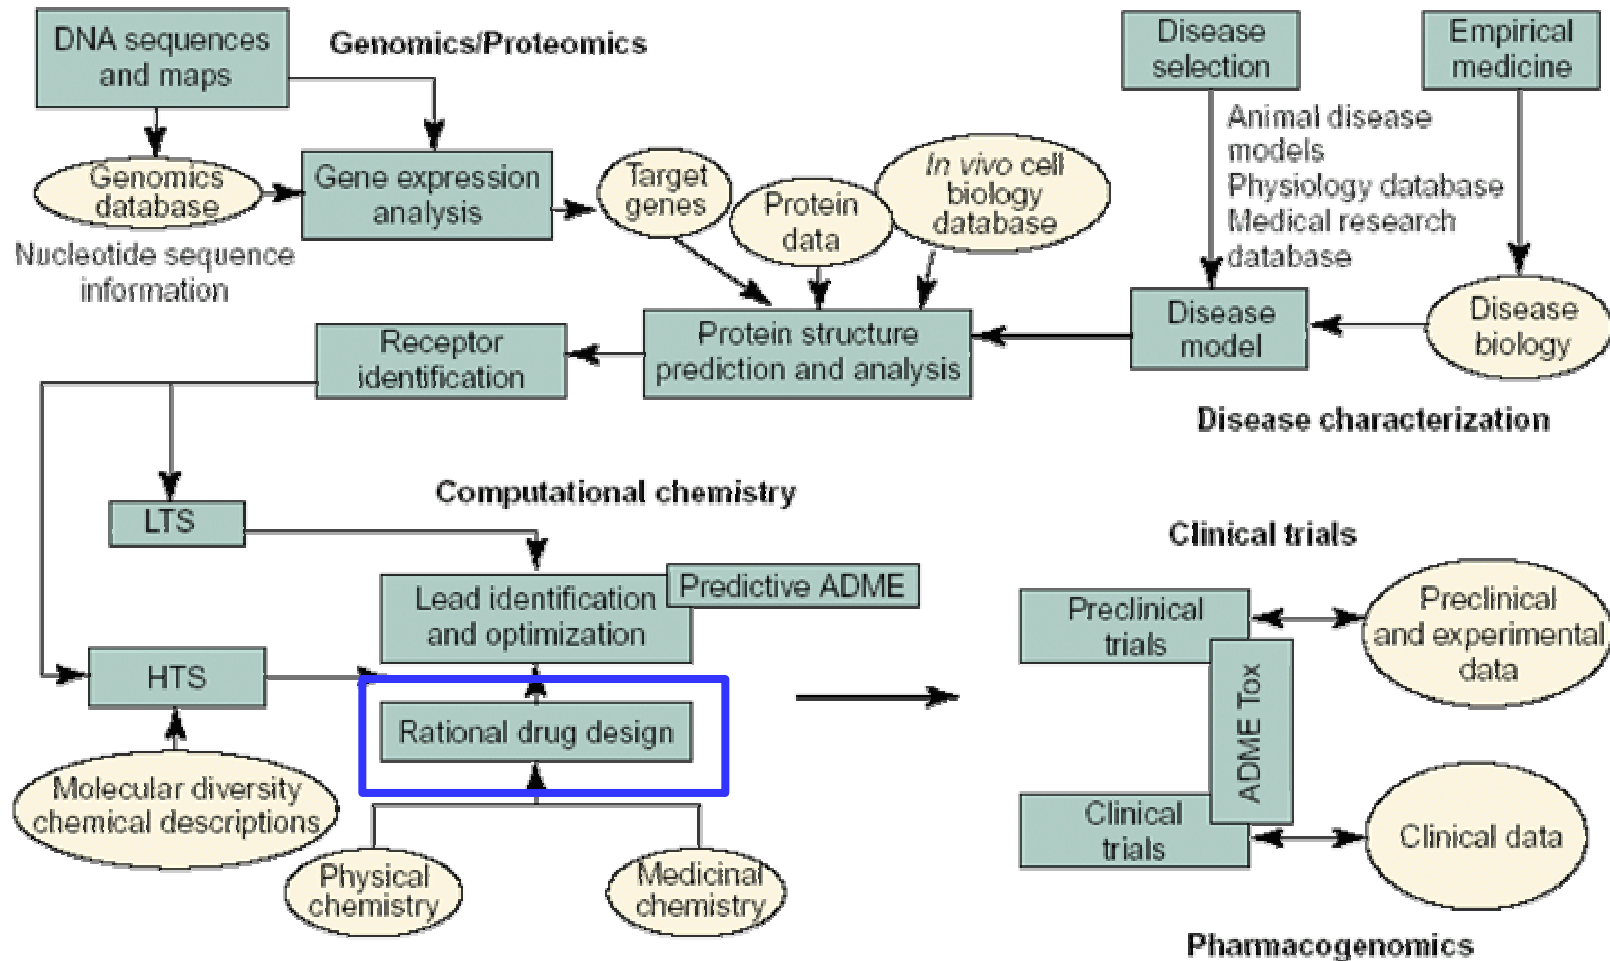 DNA sequences
and maps
Genomics/Proteomics
Disease
selection
Empirical
medicine
Genomics
database
Nucleotide sequence
information
Gene expression
analysis
Target
genes
Protein
data
In vivo cell
biology
database
Animal disease
models
Physiology database
Medical research
database
Receptor
identification
Protein structure
prediction and analysis
Disease
model
Disease
biology
Disease characterization
LTS
Computational chemistry
Lead identification
and optimization
Predictive ADME
HTS
Rational drug design
Molecular diversity
chemical descriptions
Physical
chemistry
Medicinal
chemistry
Clinical trials
Preclinical
trials
Preclinical
and experimental
data
ADME Tox
Clinical
trials
Clinical data
Pharmacogenomics